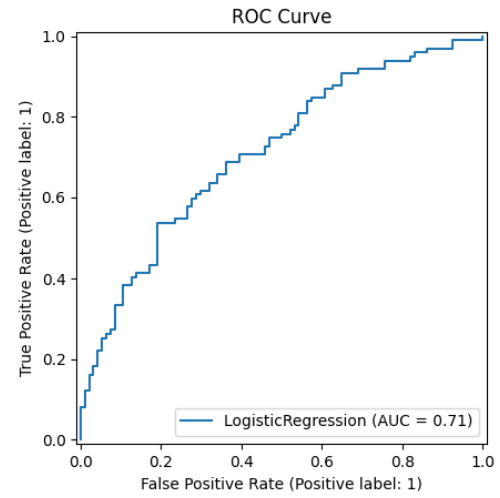 ROC Curve
1.0
0.8
0.6
0.4
0.2
0.0
True Positive Rate (Positive label: 1)
LogisticRegression (AUC = 0.71)
0.0 0.2 0.4 0.6 0.8 1.0
False Positive Rate (Positive label: 1)